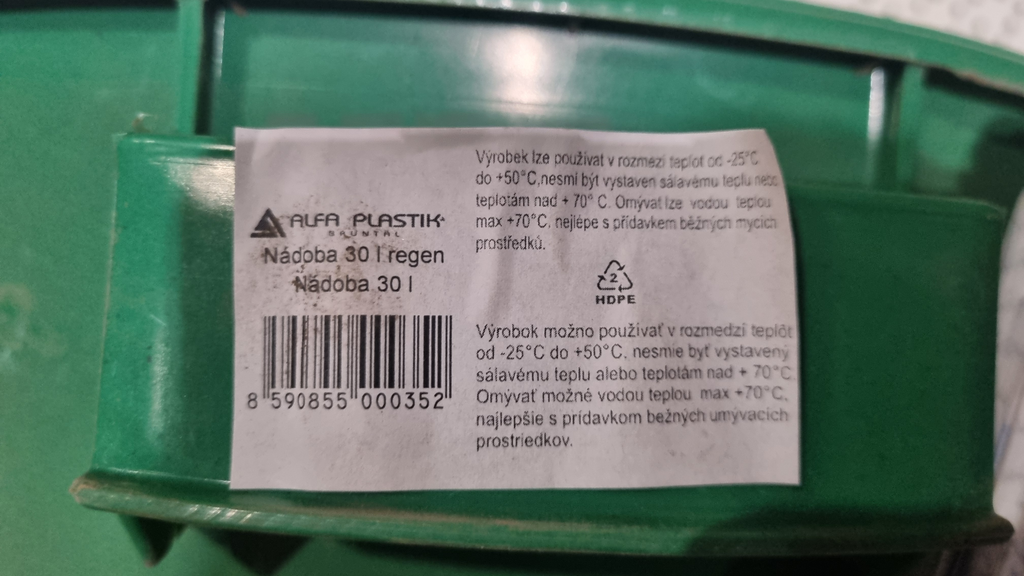 ALFA PLASTIK
BRUNTÁL
Nádoba 30 l regen
Nádoba 30 l
8 590855 000352
Výrobek lze používat v rozmezí teplot od -25°C
do +50°C,nesmí být vystaven sálavému teplu nebo
teplotám nad + 70° C. Omývat lze vodou teplou
max +70°C, nejlépe s přídavkem běžných mycích
prostředků.
2
HDPE
Výrobok možno používať v rozmedzí teplôt
od -25°C do +50°C, nesmie byť vystavený
sálavému teplu alebo teplotám nad + 70°C.
Omývať možné vodou teplou max +70°C,
najlepšie s prídavkom bežných umývacích
prostriedkov.